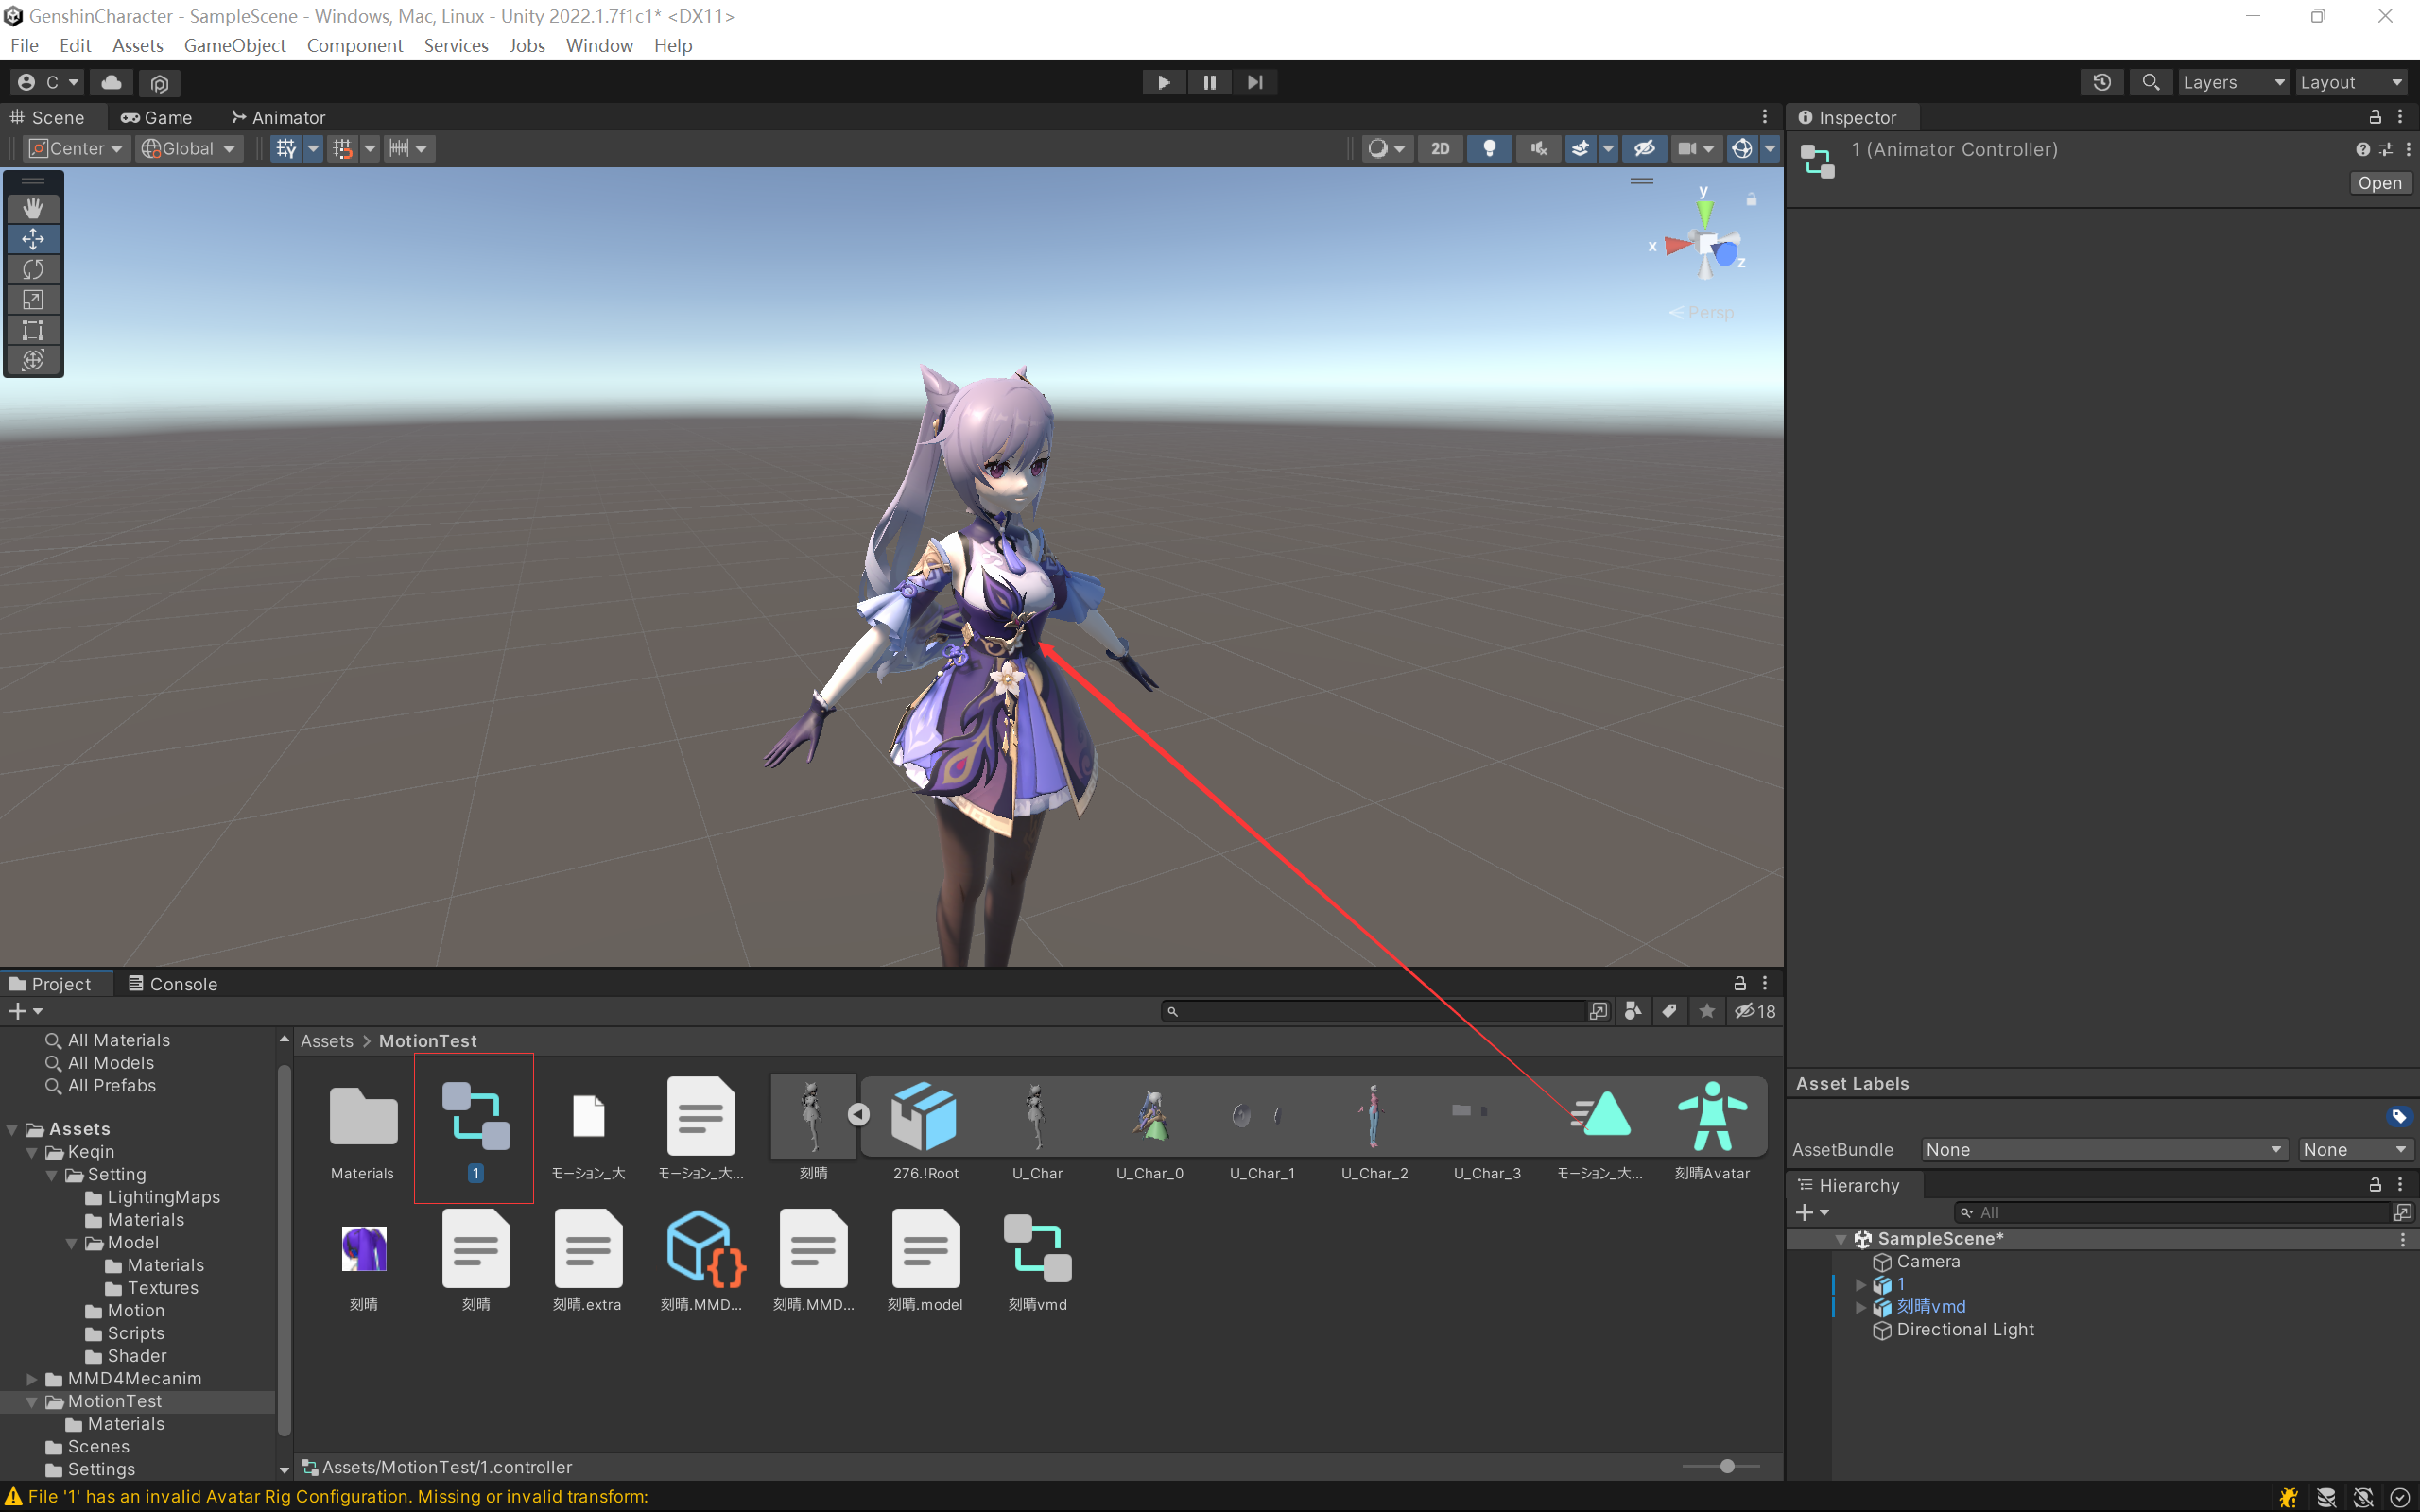 GenshinCharacter - SampleScene - Windows, Mac, Linux - Unity 2022.1.7f1c1* <DX11>
File Edit Assets GameObject Component Services Jobs Window Help
C
Layers
Layout
Scene
Game
Animator
Center
Global
2D
y
x
z
Persp
Inspector
1 (Animator Controller)
Open
Project
Console
18
All Materials
All Models
All Prefabs
Assets
Keqin
Setting
LightingMaps
Materials
Model
Materials
Textures
Motion
Scripts
Shader
MMD4Mecanim
MotionTest
Materials
Scenes
Settings
Assets > MotionTest
Materials
1
モーション_大
モーション_大...
刻晴
276.!Root
U_Char
U_Char_0
U_Char_1
U_Char_2
U_Char_3
モーション_大...
刻晴Avatar
刻晴
刻晴
刻晴.extra
刻晴.MMD...
刻晴.MMD...
刻晴.model
刻晴vmd
Assets/MotionTest/1.controller
Asset Labels
AssetBundle
None
None
Hierarchy
All
SampleScene*
Camera
1
刻晴vmd
Directional Light
File '1' has an invalid Avatar Rig Configuration. Missing or invalid transform: